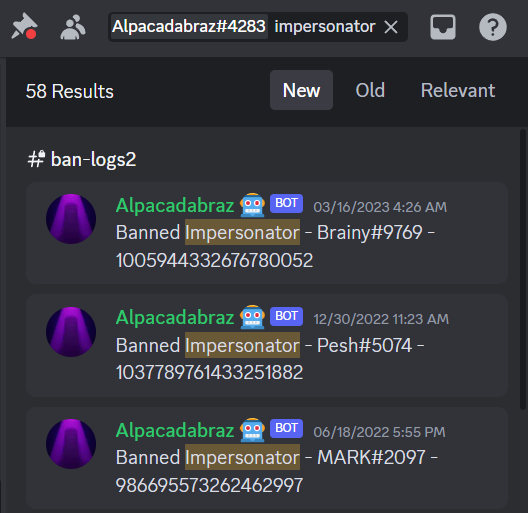 Alpacadabraz#4283 impersonator
58 Results
New Old Relevant
ban-logs2
Alpacadabraz BOT 03/16/2023 4:26 AM
Banned Impersonator - Brainy#9769 -
1005944332676780052
Alpacadabraz BOT 12/30/2022 11:23 AM
Banned Impersonator - Pesh#5074 -
1037789761433251882
Alpacadabraz BOT 06/18/2022 5:55 PM
Banned Impersonator - MARK#2097 -
986695573262462997